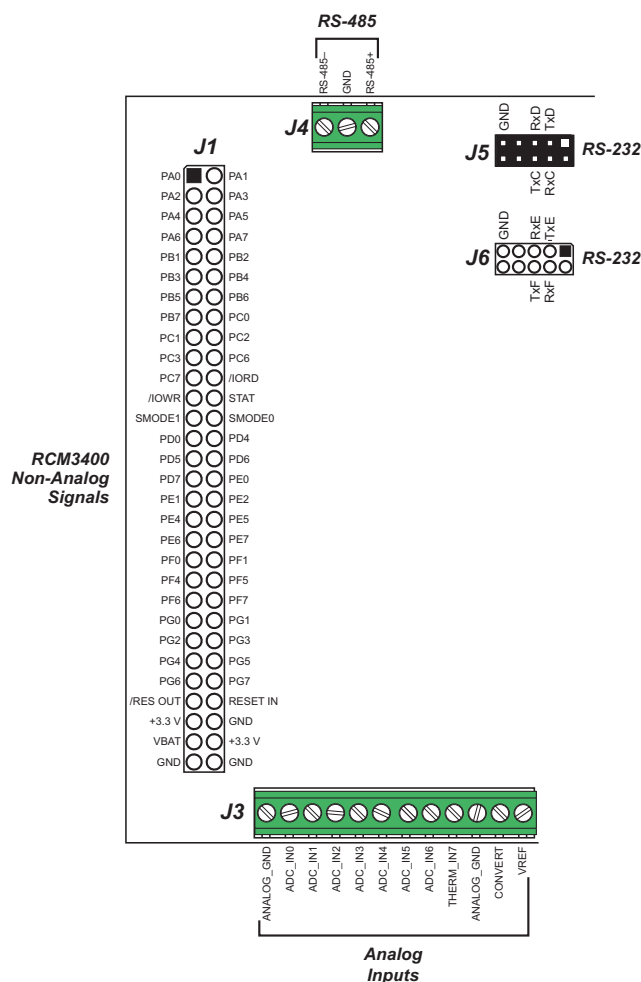 RS-485
RS-485–
GND
RS-485+
J4
GND
RxD
TxD
J5
RS-232
TxC
RxC
GND
RxE
TxE
J6
RS-232
TxF
RxF
J1
PA0 PA1
PA2 PA3
PA4 PA5
PA6 PA7
PB1 PB2
PB3 PB4
PB5 PB6
PB7 PC0
PC1 PC2
PC3 PC6
PC7 /IORD
/IOWR STAT
SMODE1 SMODE0
PD0 PD4
PD5 PD6
PD7 PE0
PE1 PE2
PE4 PE5
PE6 PE7
PF0 PF1
PF4 PF5
PF6 PF7
PG0 PG1
PG2 PG3
PG4 PG5
PG6 PG7
/RES OUT RESET IN
+3.3 V GND
VBAT +3.3 V
GND GND
RCM3400
Non-Analog
Signals
J3
ANALOG_GND
ADC_IN0
ADC_IN1
ADC_IN2
ADC_IN3
ADC_IN4
ADC_IN5
ADC_IN6
THERM_IN7
ANALOG_GND
CONVERT
VREF
Analog
Inputs